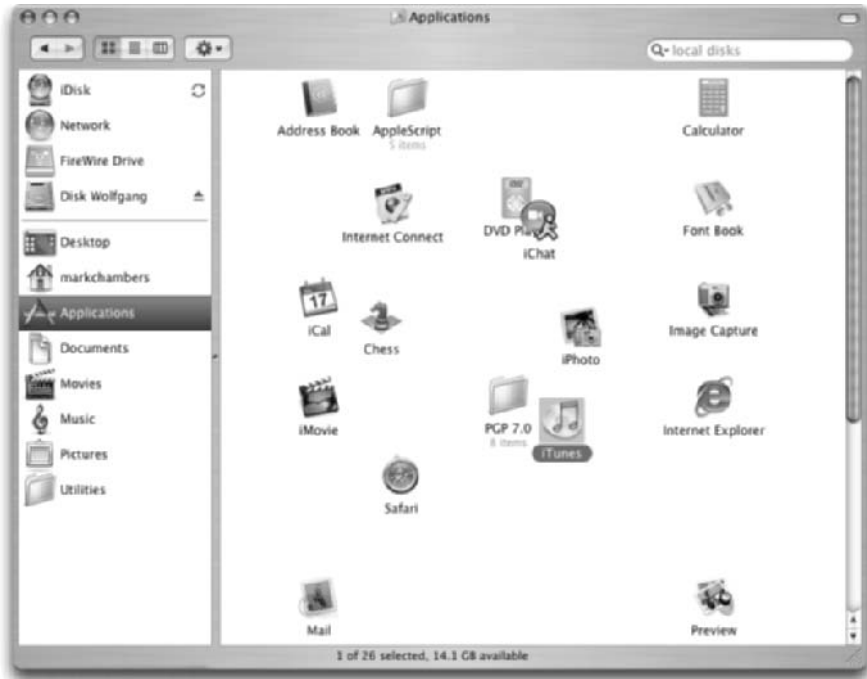 Applications
local disks
iDisk
Network
FireWire Drive
Disk Wolfgang
Desktop
markchambers
Applications
Documents
Movies
Music
Pictures
Utilities
Address Book
AppleScript
5 items
Calculator
Internet Connect
DVD
iChat
Font Book
17
iCal
Chess
iPhoto
Image Capture
iMovie
PGP 7.0
8 items
iTunes
Internet Explorer
Safari
Mail
Preview
1 of 26 selected, 14.1 GB available